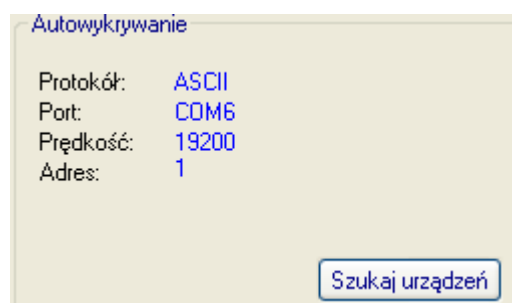 Autowykrywanie
Protokół: ASCII
Port: COM6
Prędkość: 19200
Adres: 1
Szukaj urządzeń